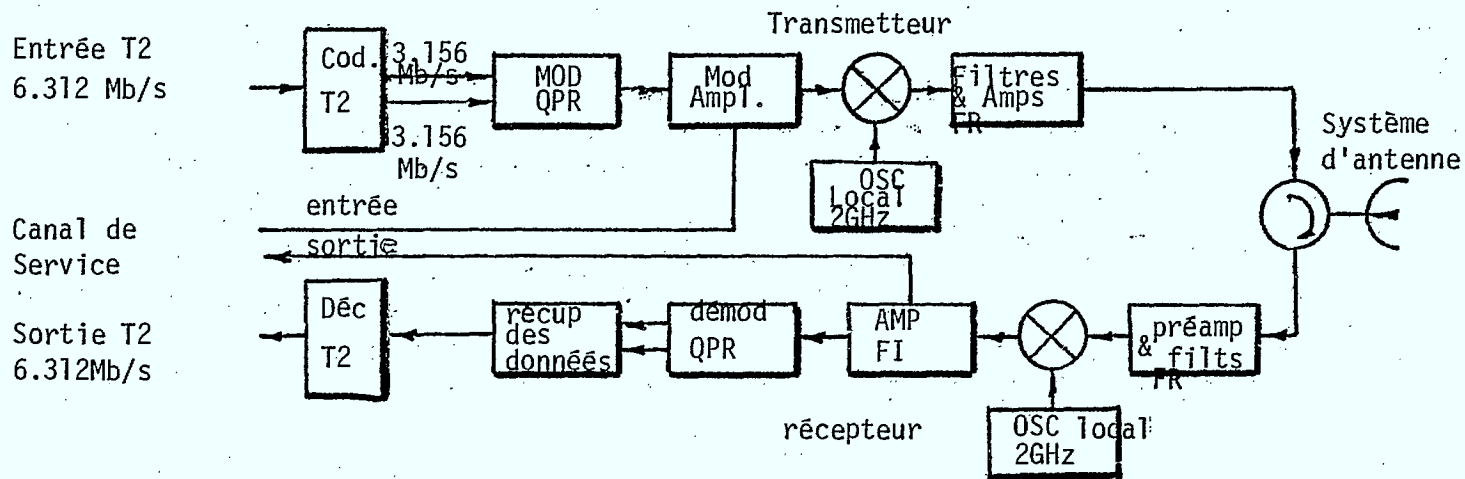 Transmetteur
Entrée T2
6.312 Mb/s
Cod.
T2
3.156
Mb/s
3.156
Mb/s
MOD
QPR
Mod
Ampl.
Filtres
& Amps
FR
OSC
Local
2GHz
Système
d'antenne
entrée
Canal de
Service
sortie
Sortie T2
6.312Mb/s
Déc
T2
récup
des
donnéés
démod
QPR
AMP
FI
préamp
& filts
FR
récepteur
OSC local
2GHz